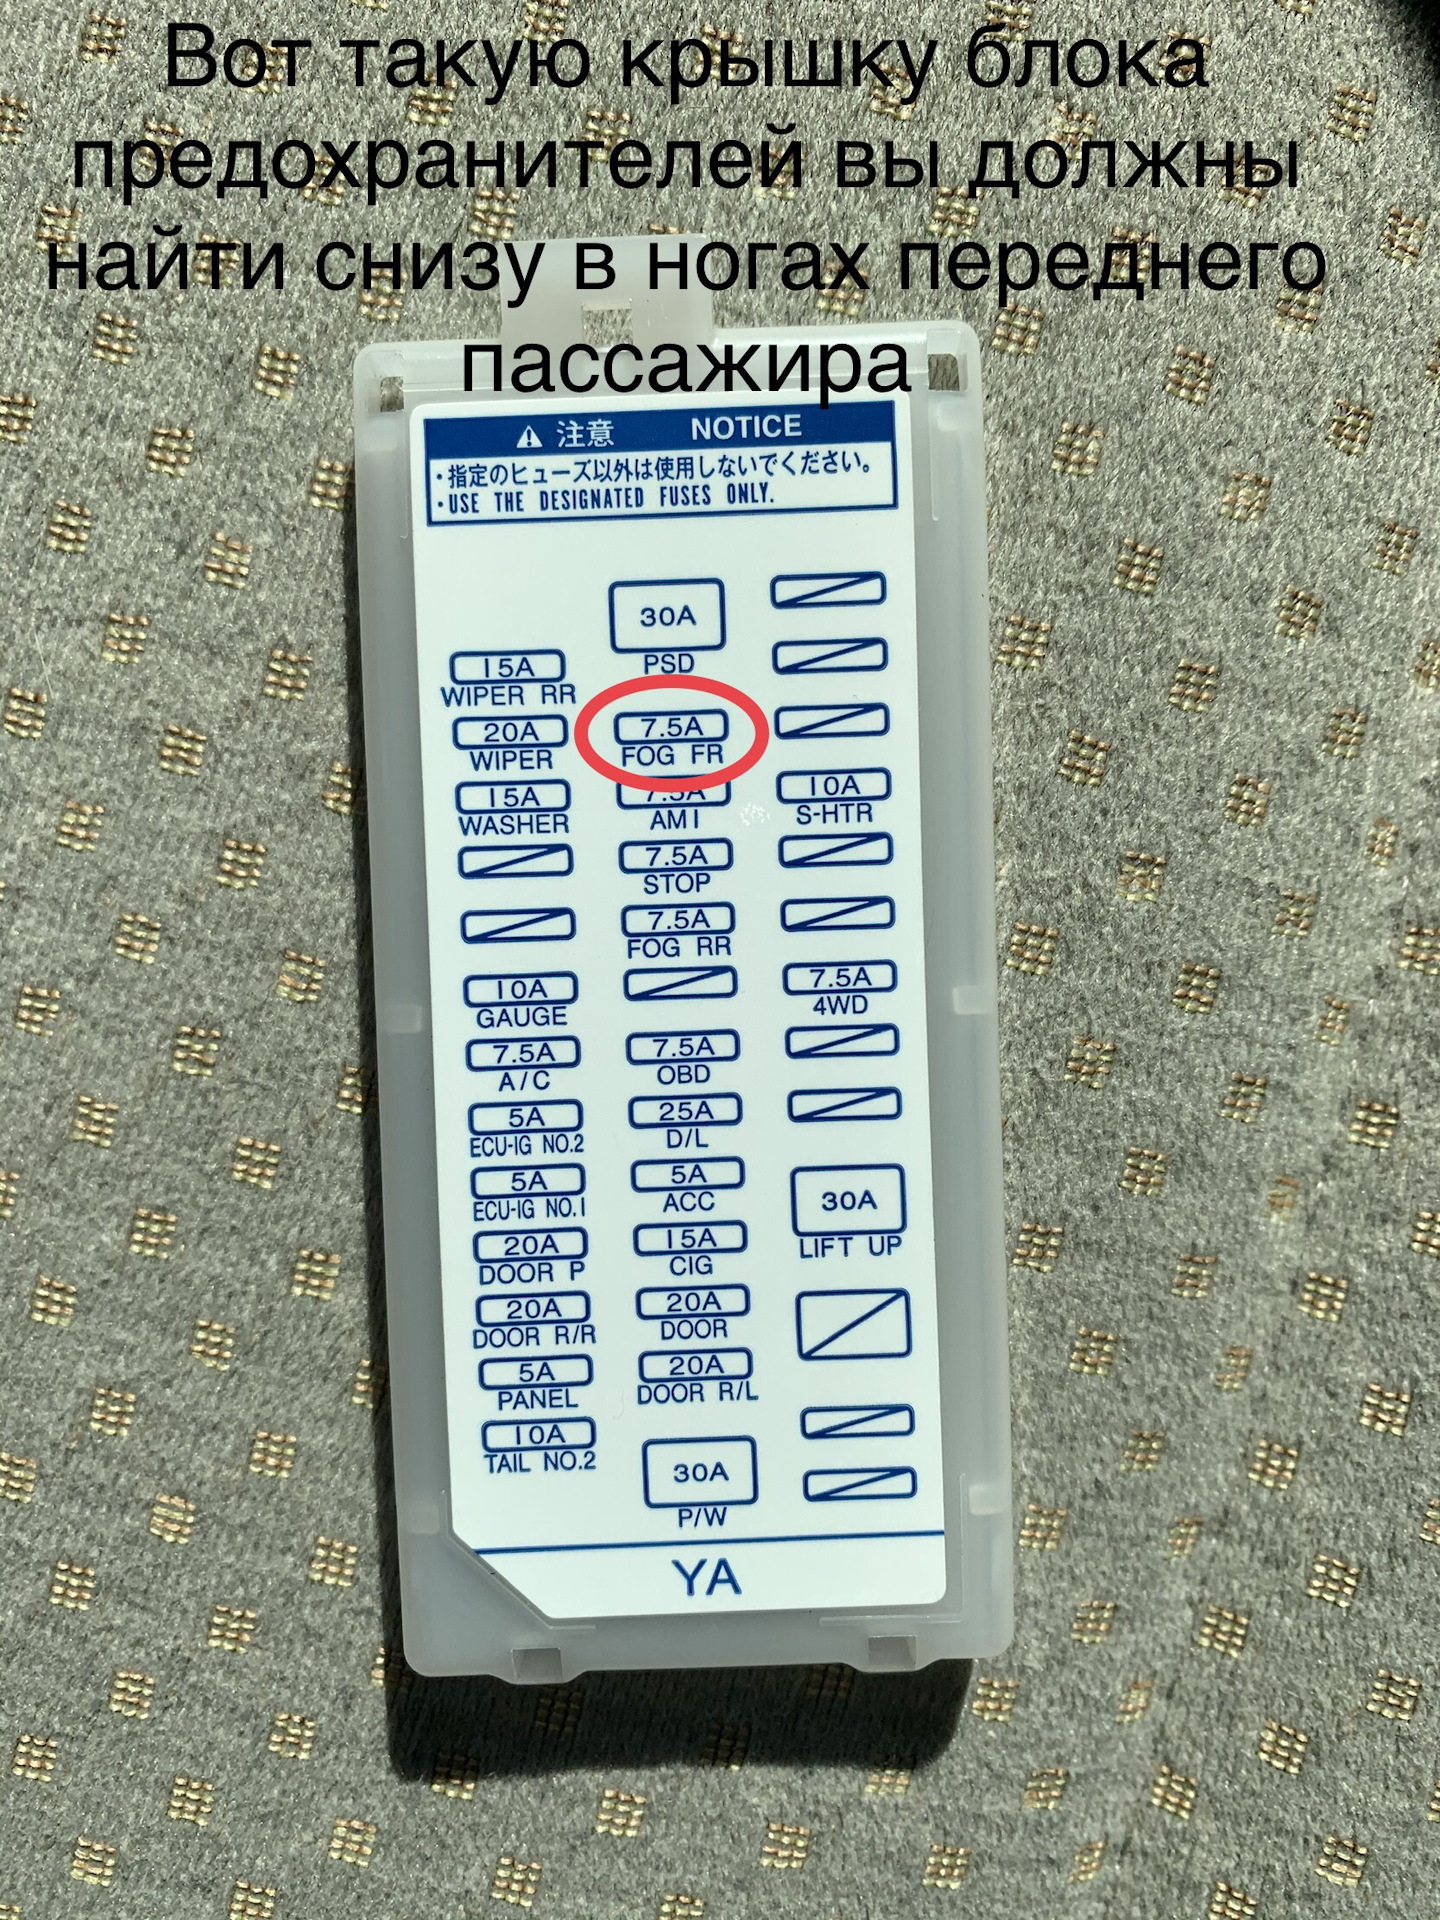 Вот такую крышку блока
предохранителей вы должны
найти снизу в ногах переднего
пассажира
注意 NOTICE
・指定のヒューズ以外は使用しないでください。
・USE THE DESIGNATED FUSES ONLY.
15A
WIPER RR
20A
WIPER
15A
WASHER
10A
GAUGE
7.5A
A/C
5A
ECU-IG NO.2
5A
ECU-IG NO.1
20A
DOOR P
20A
DOOR R/R
5A
PANEL
10A
TAIL NO.2
30A
PSD
7.5A
FOG FR
7.5A
AM1
7.5A
STOP
7.5A
FOG RR
7.5A
OBD
25A
D/L
5A
ACC
15A
CIG
20A
DOOR
20A
DOOR R/L
30A
P/W
10A
S-HTR
7.5A
4WD
30A
LIFT UP
YA